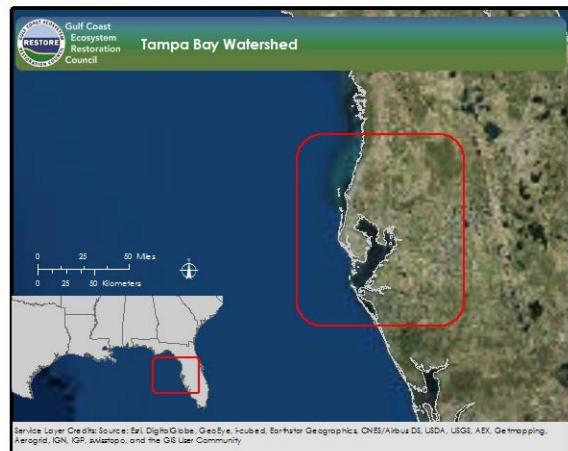 Gulf Coast
Ecosystem
Restoration
Council
RESTORE
Tampa Bay Watershed
0 25 50 Miles
0 25 50 Kilometers
Service Layer Credits: Source: Esri, DigitalGlobe, GeoEye, i-cubed, Earthstar Geographics, CNES/Airbus DS, USDA, USGS, AEX, Getmapping,
Aerogrid, IGN, IGP, swisstopo, and the GIS User Community